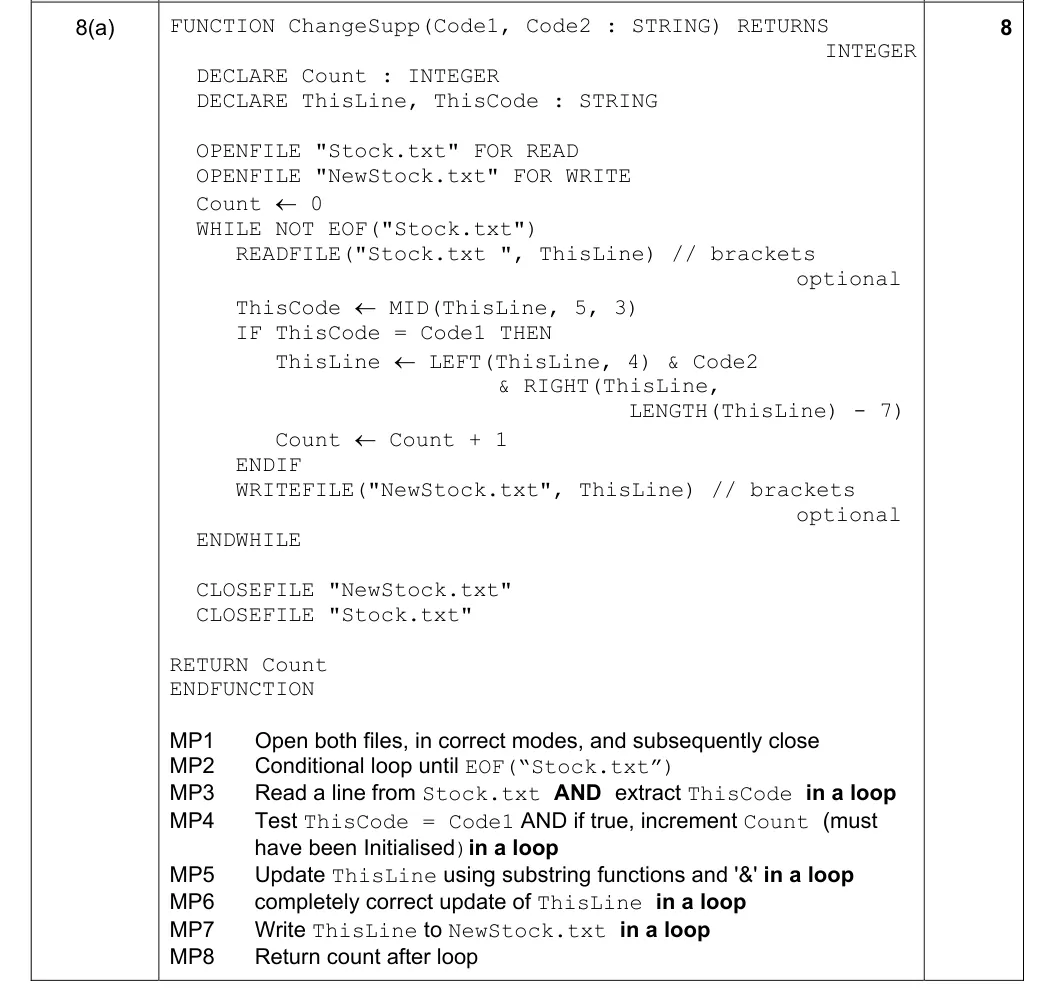 8(a)
FUNCTION ChangeSupp(Code1, Code2 : STRING) RETURNS
INTEGER
8
DECLARE Count : INTEGER
DECLARE ThisLine, ThisCode : STRING
OPENFILE "Stock.txt" FOR READ
OPENFILE "NewStock.txt" FOR WRITE
Count ← 0
WHILE NOT EOF("Stock.txt")
READFILE("Stock.txt ", ThisLine) // brackets
optional
ThisCode ← MID(ThisLine, 5, 3)
IF ThisCode = Code1 THEN
ThisLine ← LEFT(ThisLine, 4) & Code2
& RIGHT(ThisLine,
LENGTH(ThisLine) - 7)
Count ← Count + 1
ENDIF
WRITEFILE("NewStock.txt", ThisLine) // brackets
optional
ENDWHILE
CLOSEFILE "NewStock.txt"
CLOSEFILE "Stock.txt"
RETURN Count
ENDFUNCTION
MP1 Open both files, in correct modes, and subsequently close
MP2 Conditional loop until EOF(“Stock.txt”)
MP3 Read a line from Stock.txt AND extract ThisCode in a loop
MP4 Test ThisCode = Code1 AND if true, increment Count (must
have been Initialised) in a loop
MP5 Update ThisLine using substring functions and '&' in a loop
MP6 completely correct update of ThisLine in a loop
MP7 Write ThisLine to NewStock.txt in a loop
MP8 Return count after loop